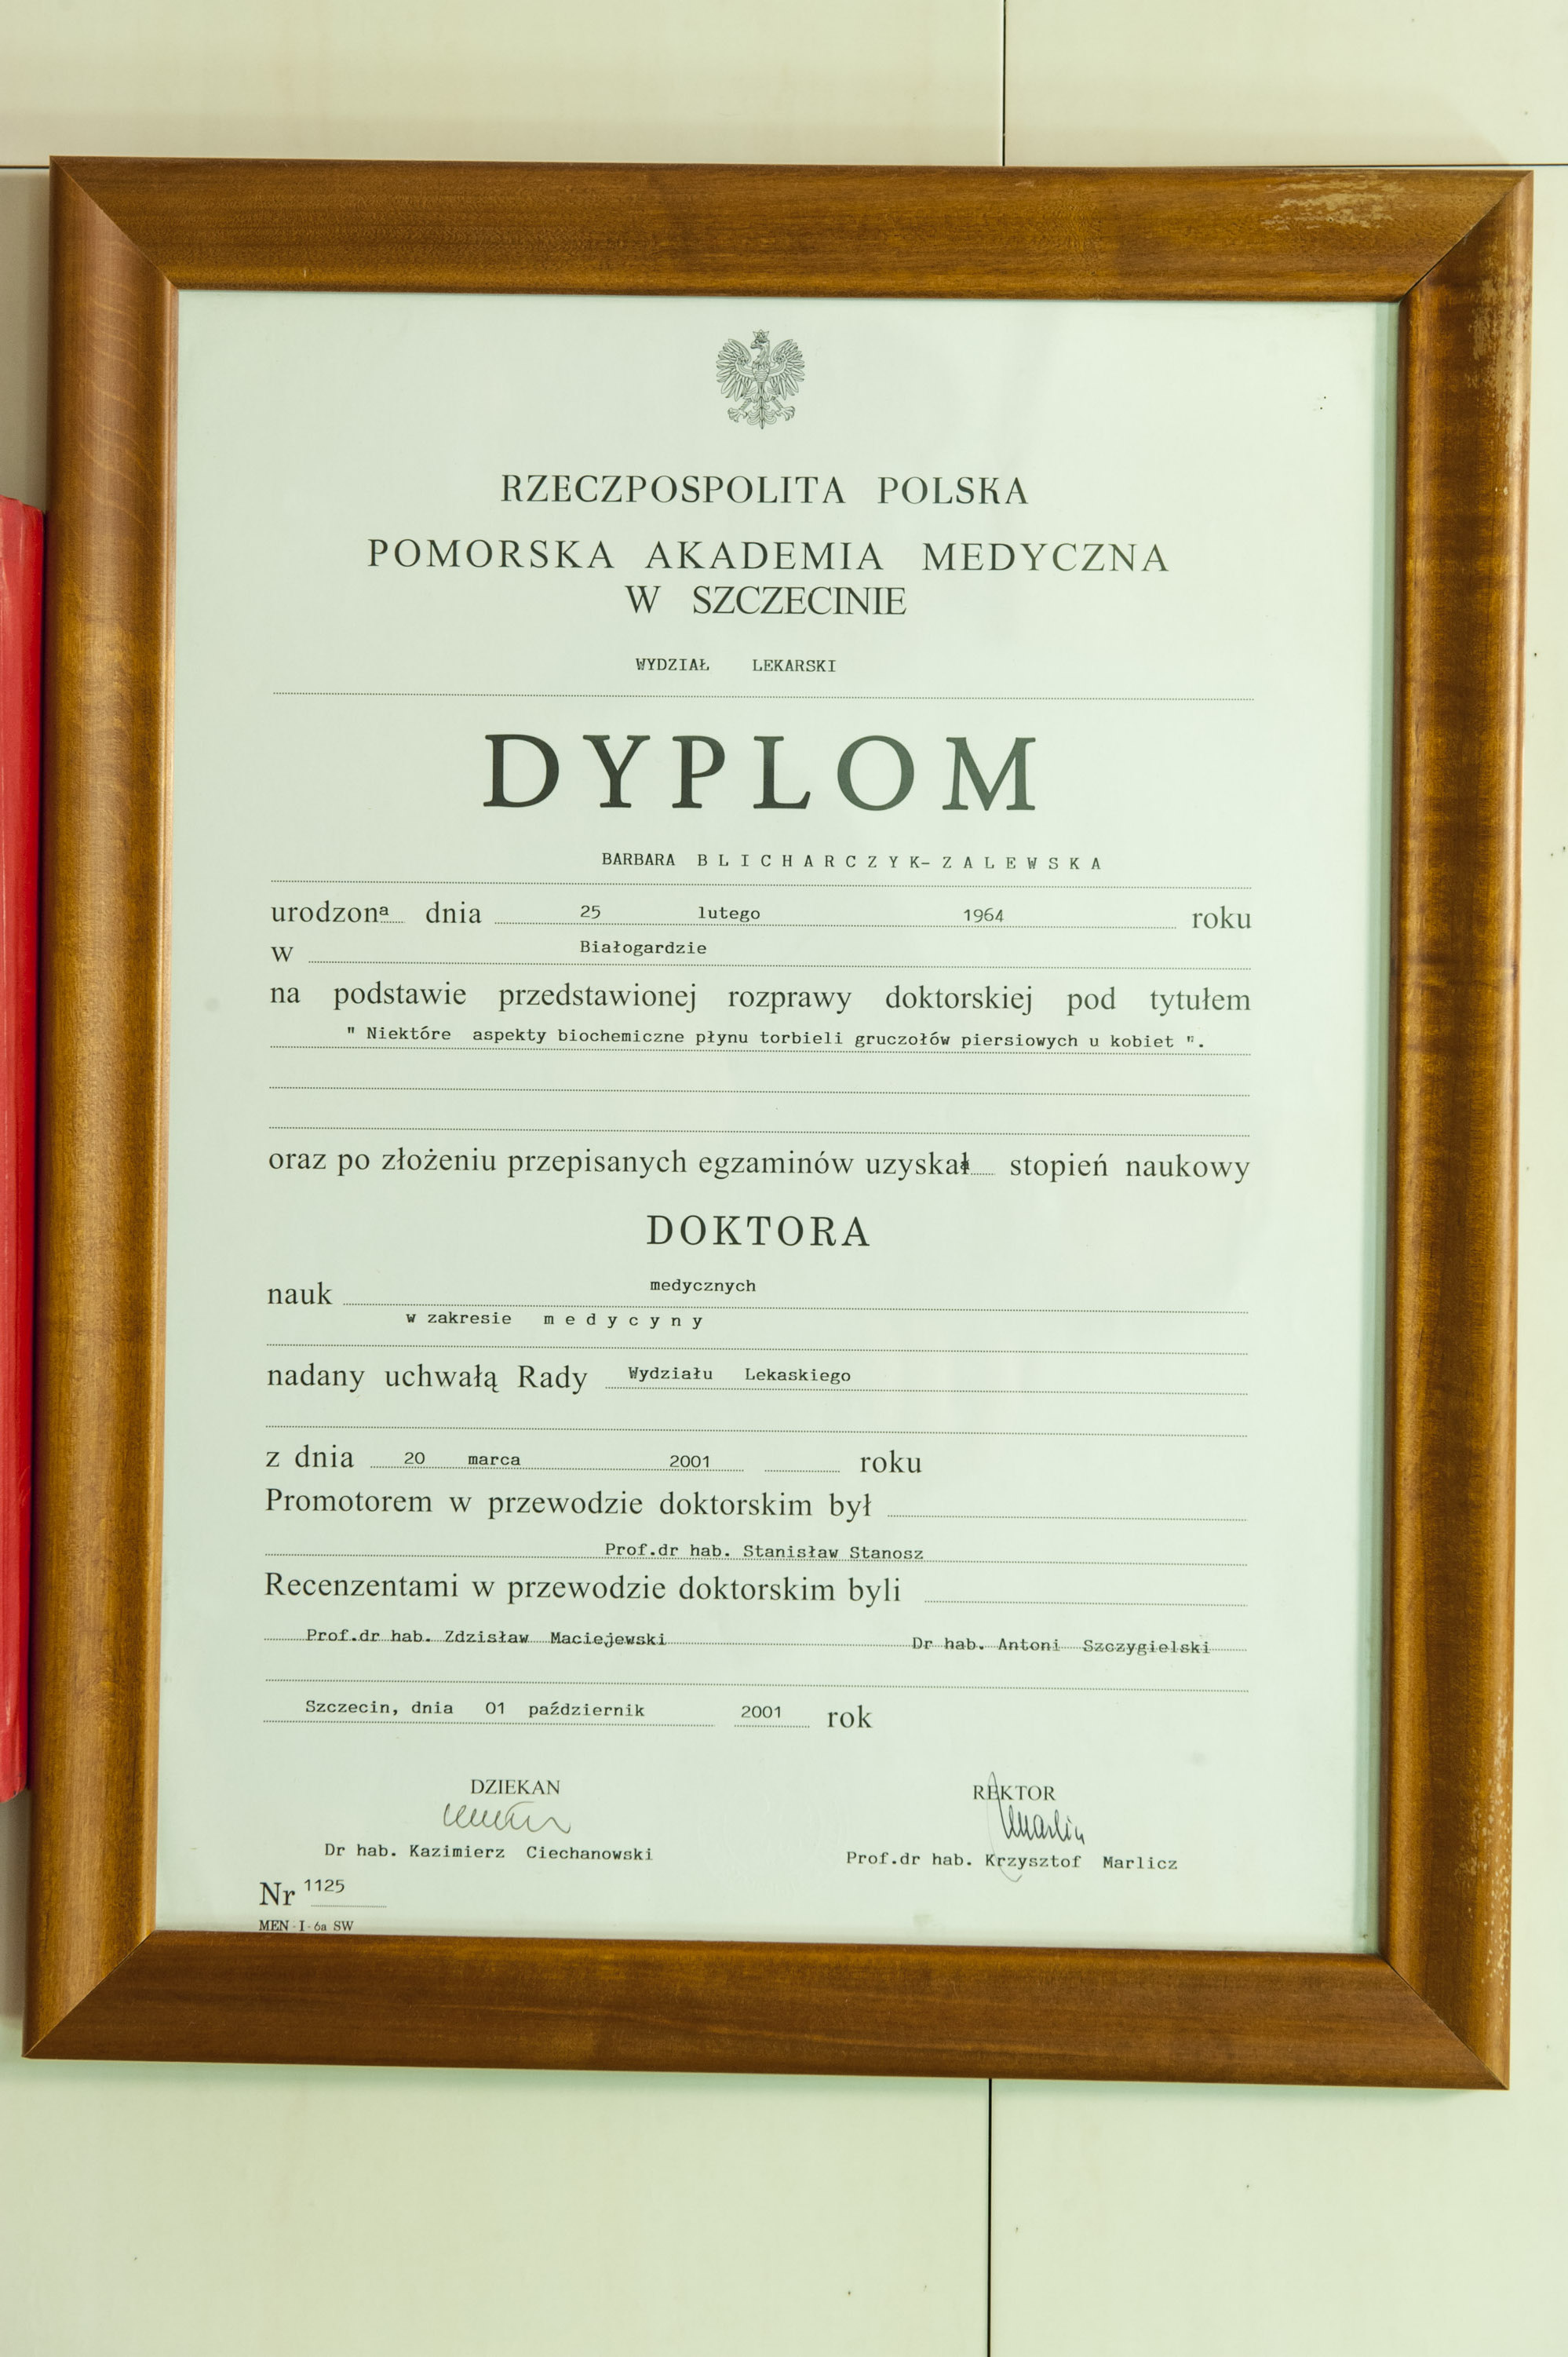 RZECZPOSPOLITA POLSKA
POMORSKA AKADEMIA MEDYCZNA
W SZCZECINIE
WYDZIAŁ LEKARSKI
DYPLOM
BARBARA BLICHARCZYK-ZALEWSKA
urodzona dnia 25 lutego 1964 roku
w Białogardzie
na podstawie przedstawionej rozprawy doktorskiej pod tytułem
" Niektóre aspekty biochemiczne płynu torbieli gruczołów piersiowych u kobiet ".
oraz po złożeniu przepisanych egzaminów uzyskała stopień naukowy
DOKTORA
nauk medycznych
w zakresie medycyny
nadany uchwałą Rady Wydziału Lekaskiego
z dnia 20 marca 2001 roku
Promotorem w przewodzie doktorskim był
Prof.dr hab. Stanisław Stanosz
Recenzentami w przewodzie doktorskim byli
Prof.dr hab. Zdzisław Maciejewski Dr hab. Antoni Szczygielski
Szczecin, dnia 01 październik 2001 rok
DZIEKAN REKTOR
Dr hab. Kazimierz Ciechanowski Prof.dr hab. Krzysztof Marlicz
Nr 1125
MEN-I-6a SW